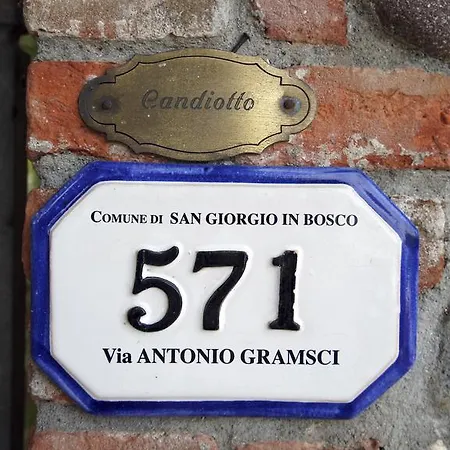 Candiotto
COMUNE DI SAN GIORGIO IN BOSCO
571
Via ANTONIO GRAMSCI